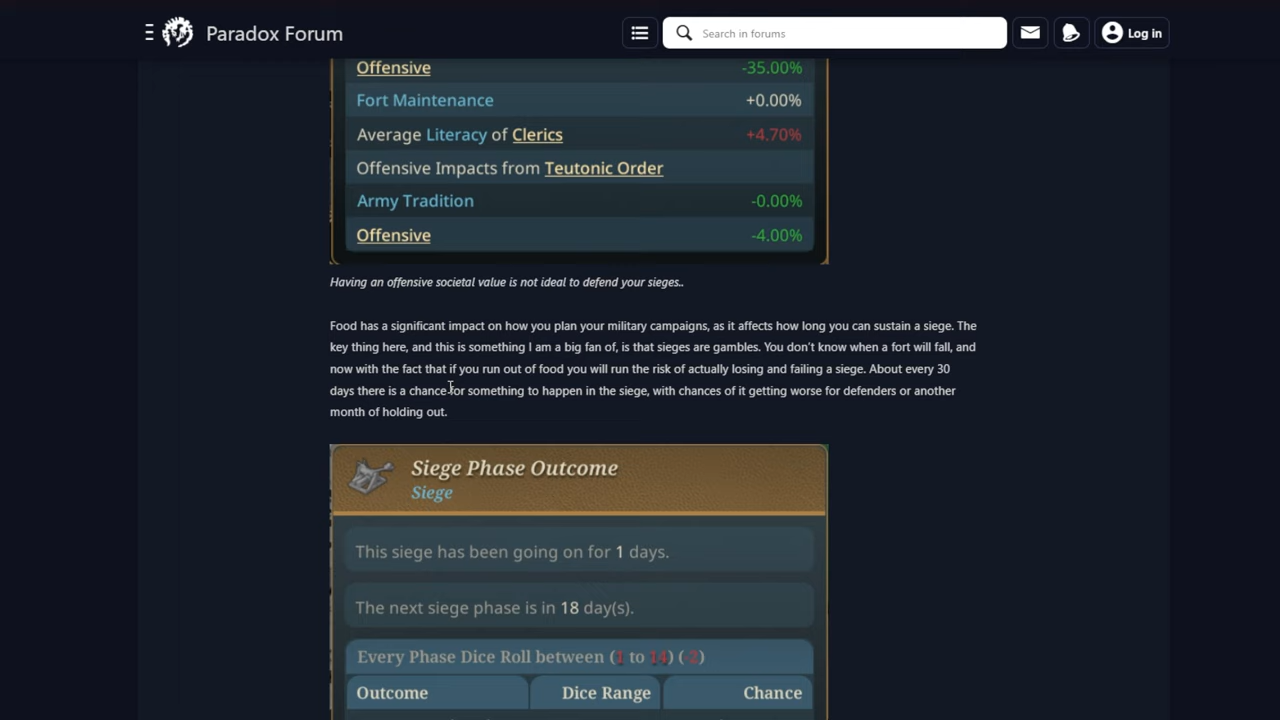 Paradox Forum
Search in forums
Log in
Offensive -35.00%
Fort Maintenance +0.00%
Average Literacy of Clerics +4.70%
Offensive Impacts from Teutonic Order
Army Tradition -0.00%
Offensive -4.00%
Having an offensive societal value is not ideal to defend your sieges..
Food has a significant impact on how you plan your military campaigns, as it affects how long you can sustain a siege. The
key thing here, and this is something I am a big fan of, is that sieges are gambles. You don't know when a fort will fall, and
now with the fact that if you run out of food you will run the risk of actually losing and failing a siege. About every 30
days there is a chance for something to happen in the siege, with chances of it getting worse for defenders or another
month of holding out.
Siege Phase Outcome
Siege
This siege has been going on for 1 days.
The next siege phase is in 18 day(s).
Every Phase Dice Roll between (1 to 14) (-2)
Outcome Dice Range Chance